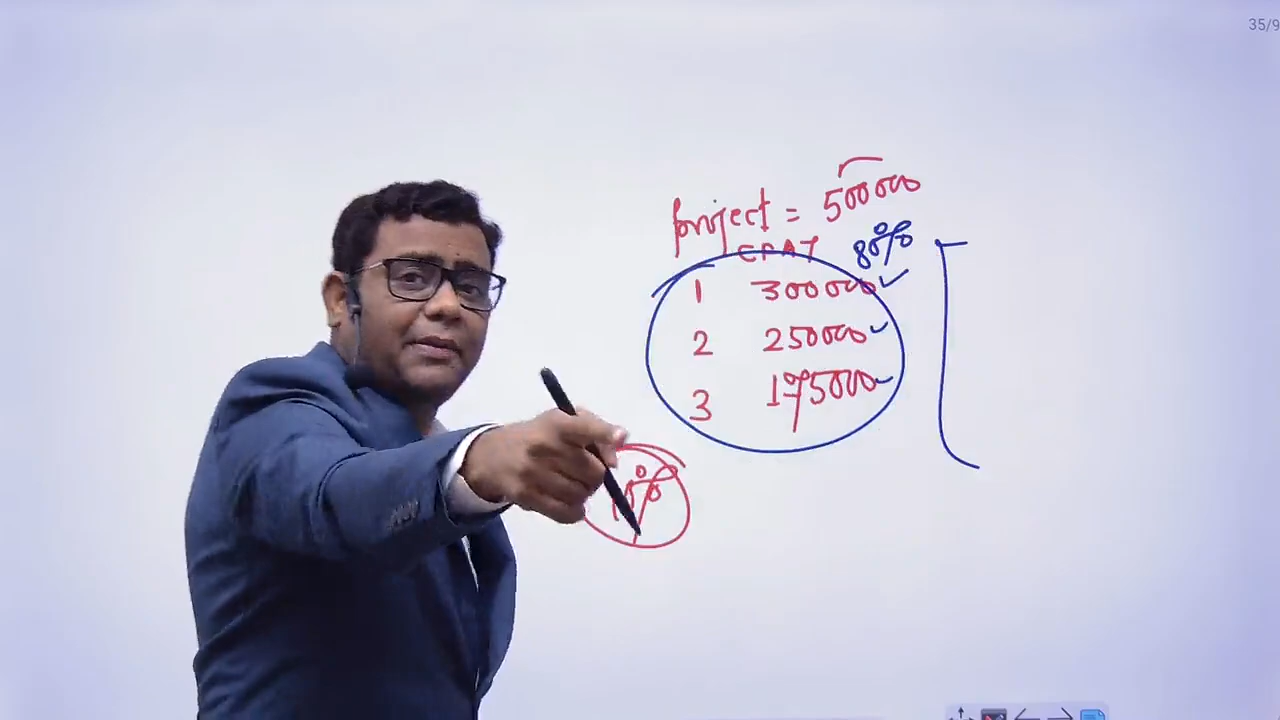 35/9
project = 500000
CFAT 80%
1 300000
2 250000
3 175000
10%